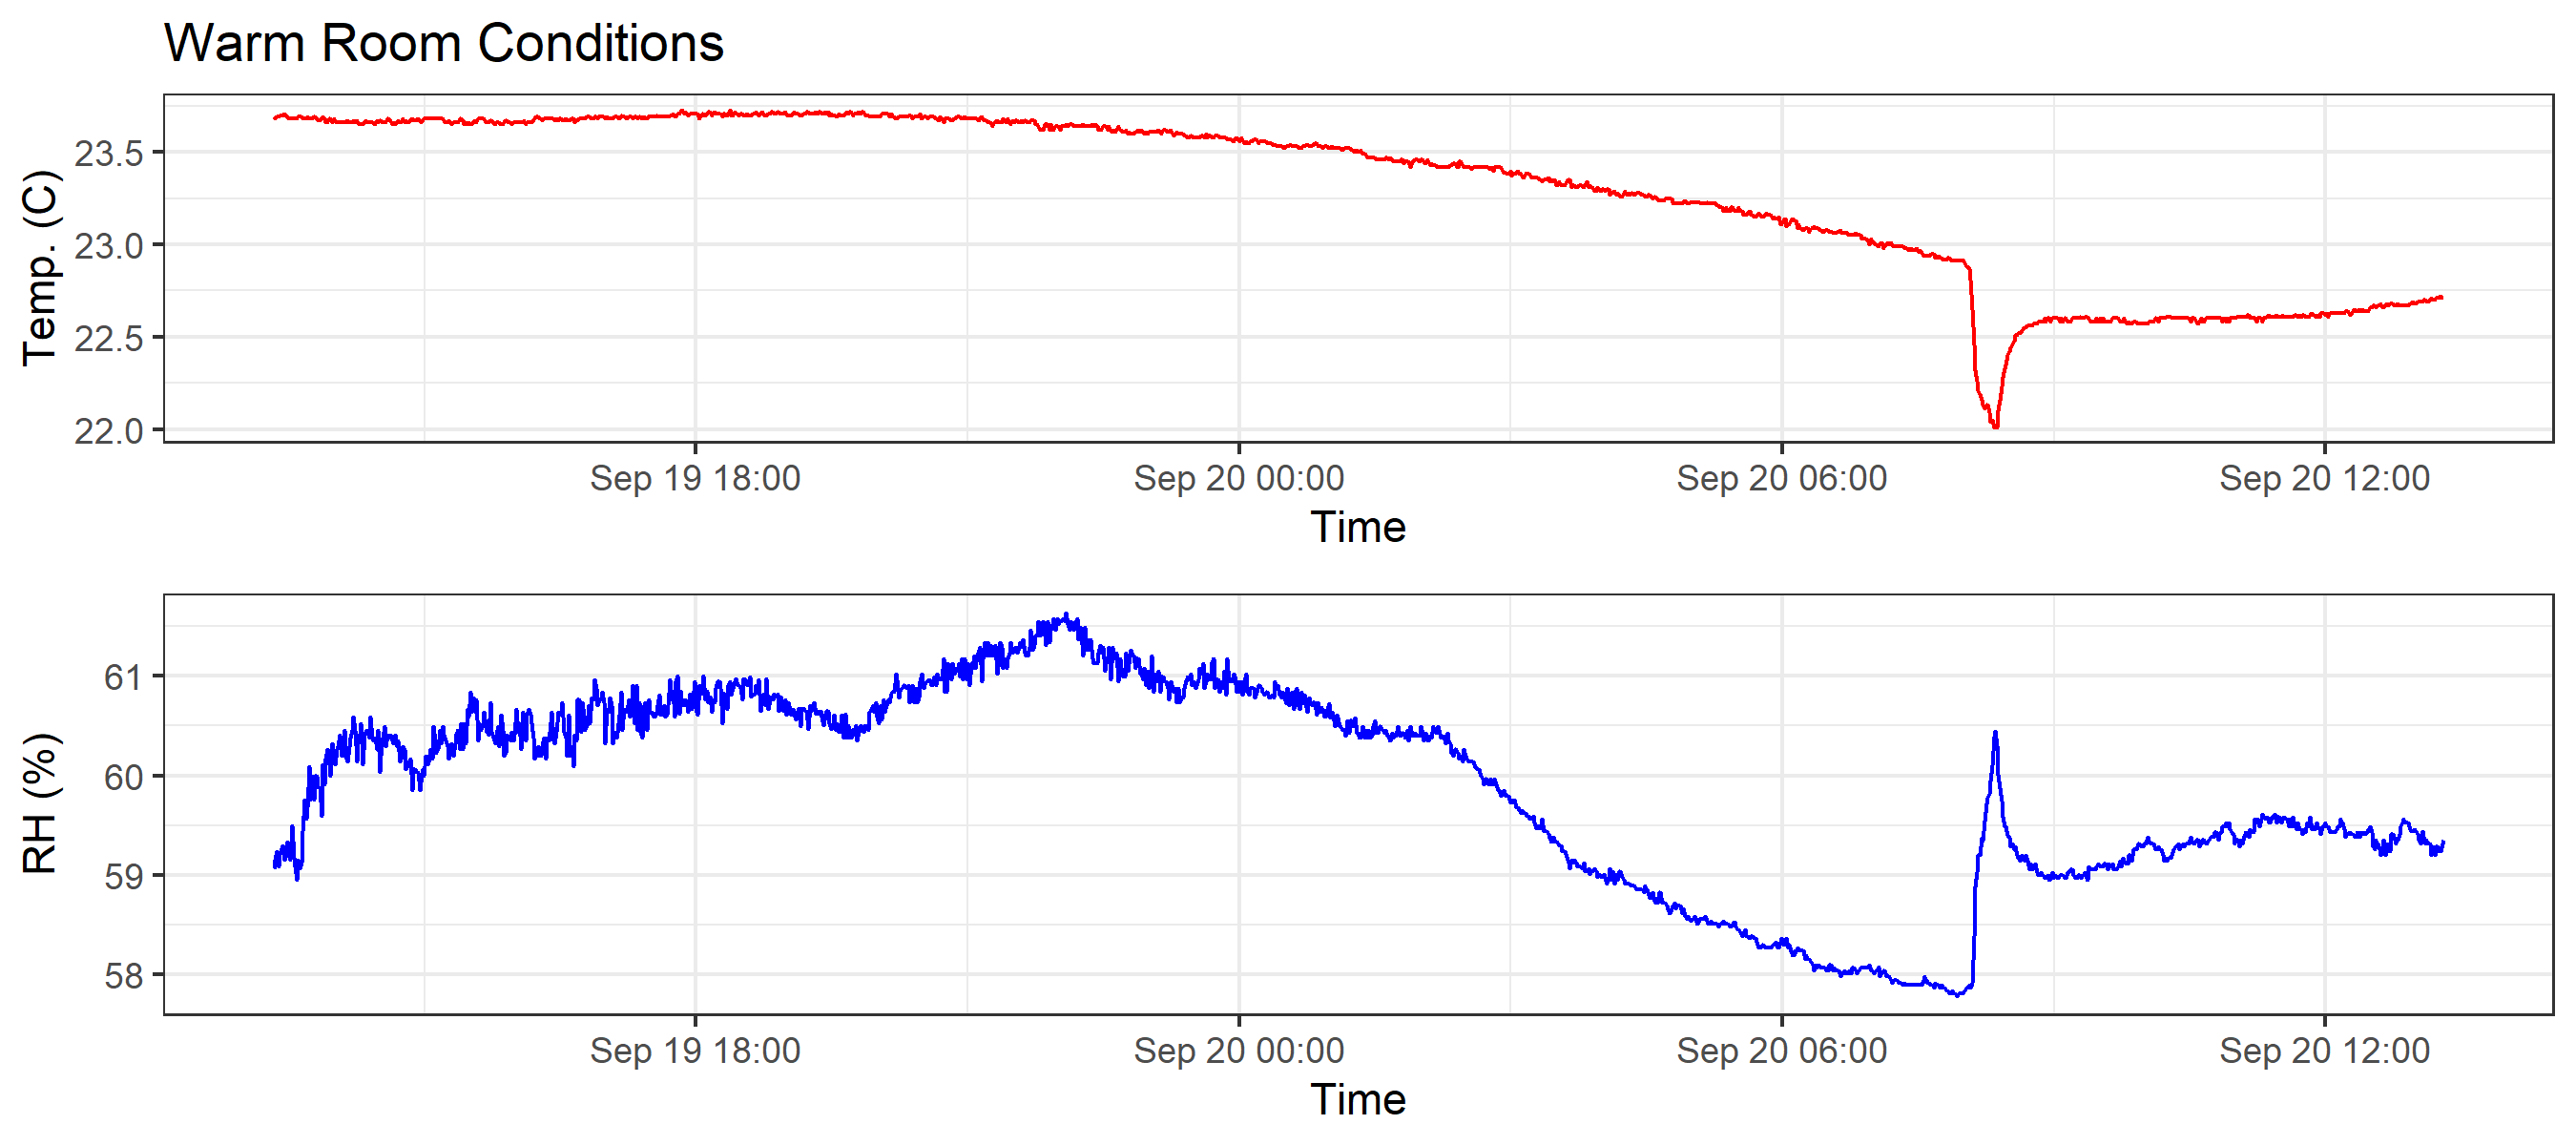 Warm Room Conditions
Temp. (C)
23.5
23.0
22.5
22.0
Sep 19 18:00 Sep 20 00:00 Sep 20 06:00 Sep 20 12:00
Time
RH (%)
61
60
59
58
Sep 19 18:00 Sep 20 00:00 Sep 20 06:00 Sep 20 12:00
Time